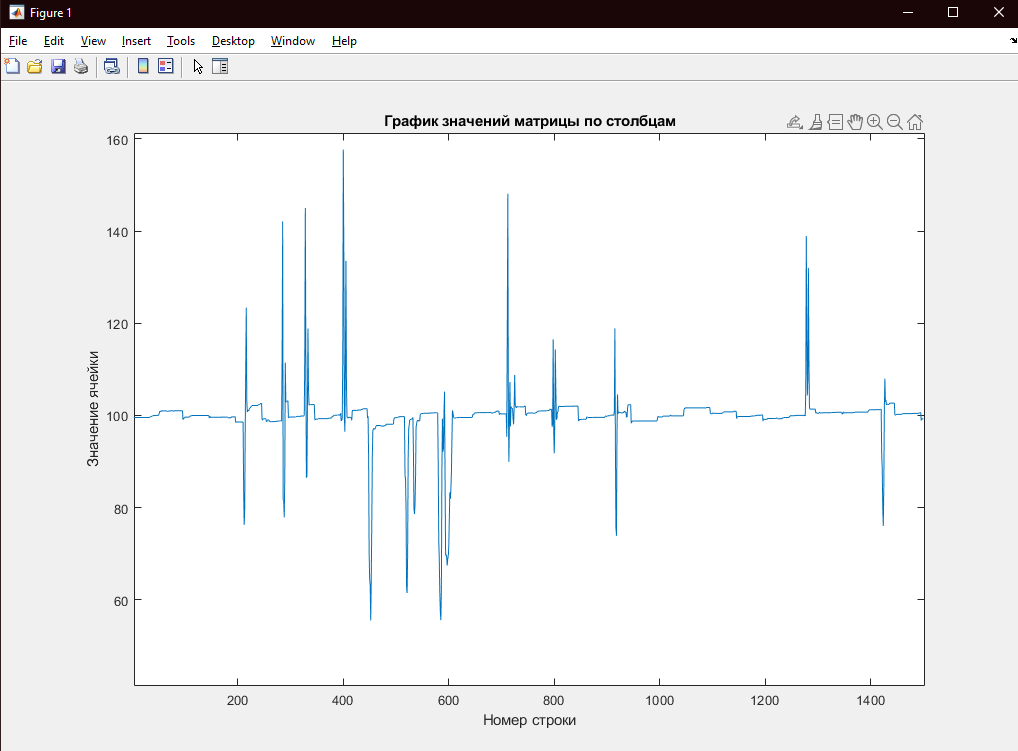 Figure 1
File Edit View Insert Tools Desktop Window Help
График значений матрицы по столбцам
160
140
120
100
80
60
Значение ячейки
200 400 600 800 1000 1200 1400
Номер строки